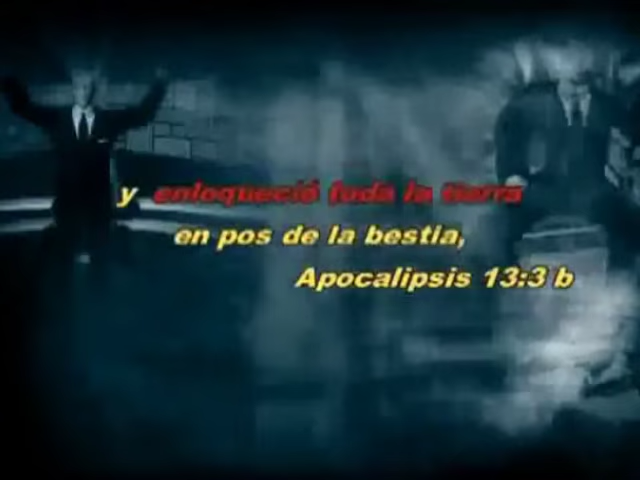 y enloqueció toda la tierra
en pos de la bestia,
Apocalipsis 13:3 b